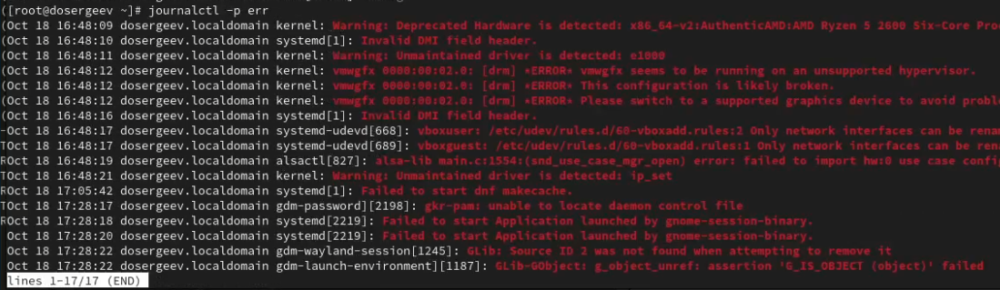 ([root@dosergeev ~]# journalctl -p err
(Oct 18 16:48:09 dosergeev.localdomain kernel: Warning: Deprecated Hardware is detected: x86_64-v2:AuthenticAMD:AMD Ryzen 5 2600 Six-Core Pro
(Oct 18 16:48:10 dosergeev.localdomain systemd[1]: Invalid DMI field header.
(Oct 18 16:48:11 dosergeev.localdomain kernel: Warning: Unmaintained driver is detected: e1000
(Oct 18 16:48:12 dosergeev.localdomain kernel: vmwgfx 0000:00:02.0: [drm] *ERROR* vmwgfx seems to be running on an unsupported hypervisor.
(Oct 18 16:48:12 dosergeev.localdomain kernel: vmwgfx 0000:00:02.0: [drm] *ERROR* This configuration is likely broken.
(Oct 18 16:48:12 dosergeev.localdomain kernel: vmwgfx 0000:00:02.0: [drm] *ERROR* Please switch to a supported graphics device to avoid probl
(Oct 18 16:48:16 dosergeev.localdomain systemd[1]: Invalid DMI field header.
-Oct 18 16:48:17 dosergeev.localdomain systemd-udevd[668]: vboxuser: /etc/udev/rules.d/60-vboxadd.rules:2 Only network interfaces can be rena
TOct 18 16:48:17 dosergeev.localdomain systemd-udevd[689]: vboxguest: /etc/udev/rules.d/60-vboxadd.rules:1 Only network interfaces can be ren
ROct 18 16:48:19 dosergeev.localdomain alsactl[827]: alsa-lib main.c:1554:(snd_use_case_mgr_open) error: failed to import hw:0 use case confi
TOct 18 16:48:21 dosergeev.localdomain kernel: Warning: Unmaintained driver is detected: ip_set
ROct 18 17:05:42 dosergeev.localdomain systemd[1]: Failed to start dnf makecache.
TOct 18 17:28:17 dosergeev.localdomain gdm-password][2198]: gkr-pam: unable to locate daemon control file
ROct 18 17:28:18 dosergeev.localdomain systemd[2219]: Failed to start Application launched by gnome-session-binary.
Oct 18 17:28:20 dosergeev.localdomain systemd[2219]: Failed to start Application launched by gnome-session-binary.
Oct 18 17:28:22 dosergeev.localdomain gdm-wayland-session[1245]: GLib: Source ID 2 was not found when attempting to remove it
Oct 18 17:28:22 dosergeev.localdomain gdm-launch-environment][1187]: GLib-GObject: g_object_unref: assertion 'G_IS_OBJECT (object)' failed
lines 1-17/17 (END)